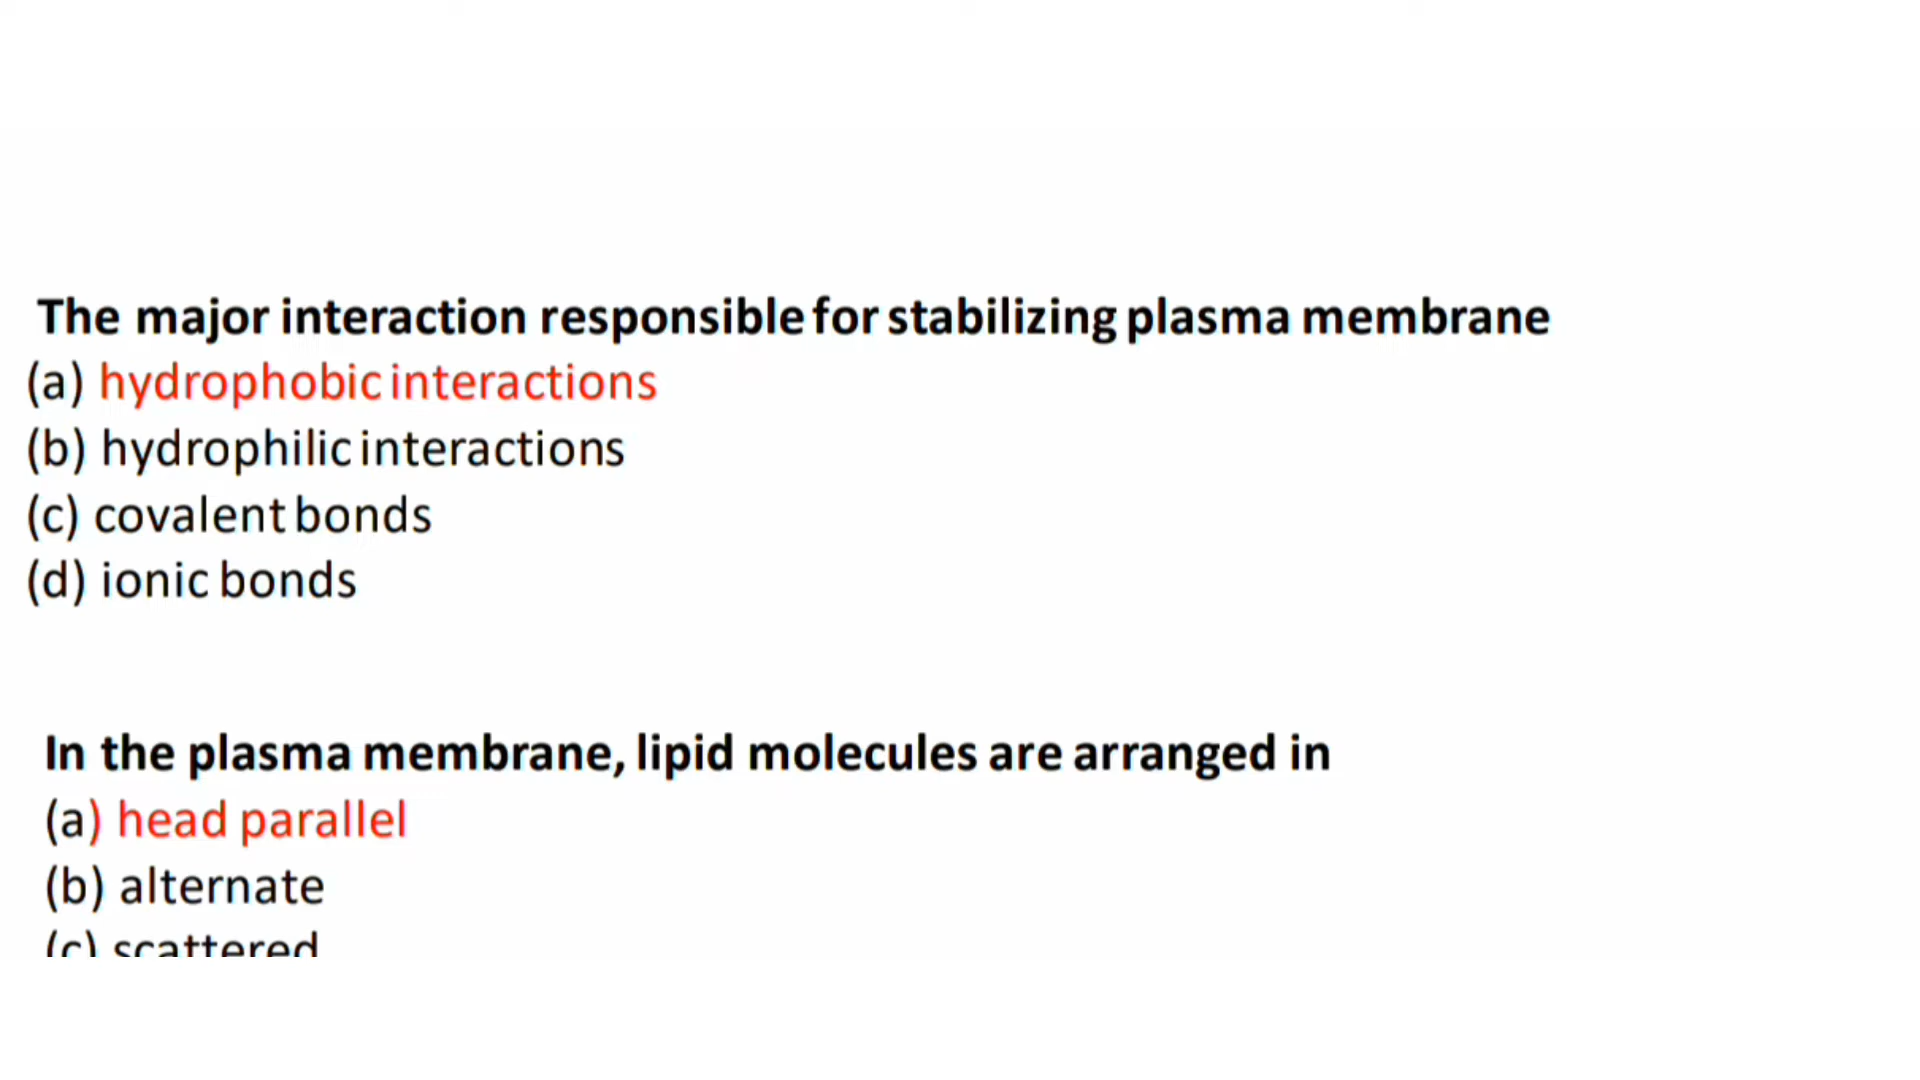 The major interaction responsible for stabilizing plasma membrane
(a) hydrophobic interactions
(b) hydrophilic interactions
(c) covalent bonds
(d) ionic bonds
In the plasma membrane, lipid molecules are arranged in
(a) head parallel
(b) alternate
(c) scattered